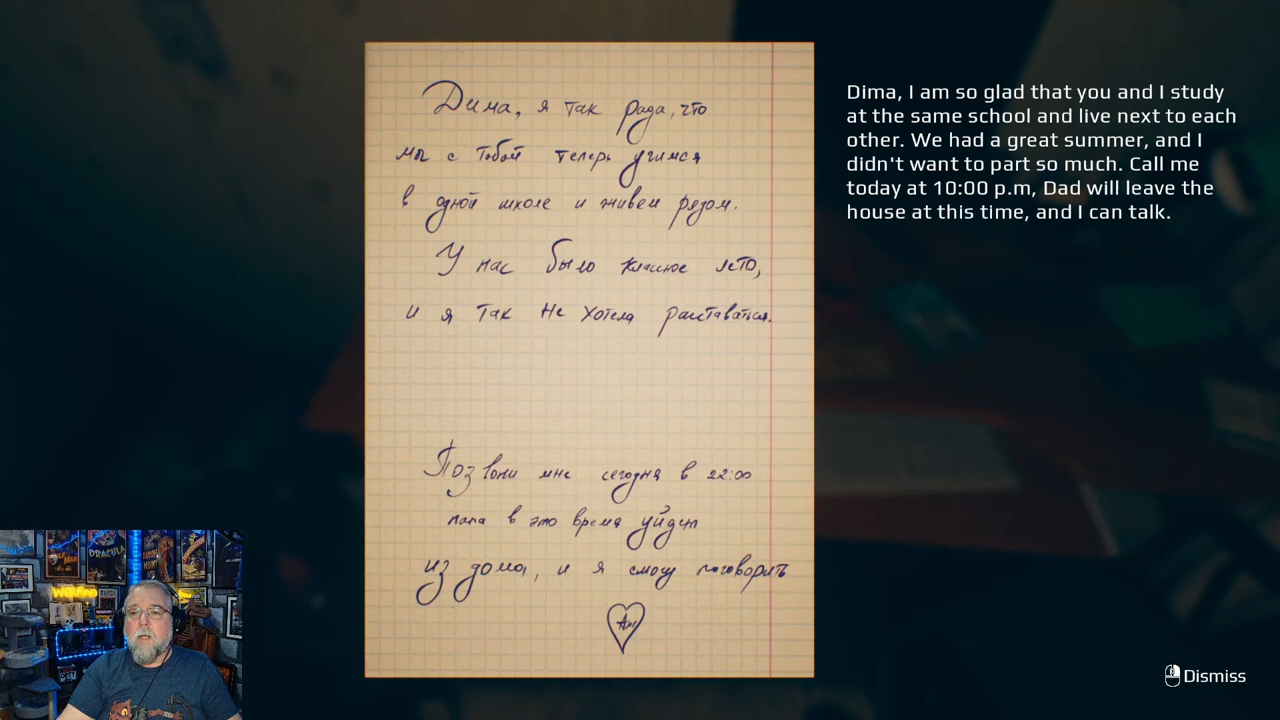 Дима, я так рада, что
мы с тобой теперь учимся
в одной школе и живем рядом.
У нас было классное лето,
и я так не хотела расставаться.
Позвони мне сегодня в 22:00
папа в это время уйдет
из дома, и я смогу поговорить
Dima, I am so glad that you and I study
at the same school and live next to each
other. We had a great summer, and I
didn't want to part so much. Call me
today at 10:00 p.m, Dad will leave the
house at this time, and I can talk.
DRACULA
Dismiss